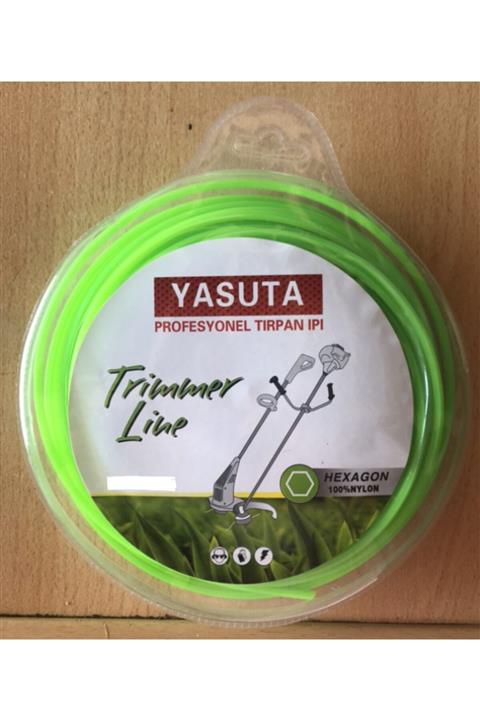 YASUTA
PROFESYONEL TIRPAN IPI
Trimmer
Line
HEXAGON
100%NYLON